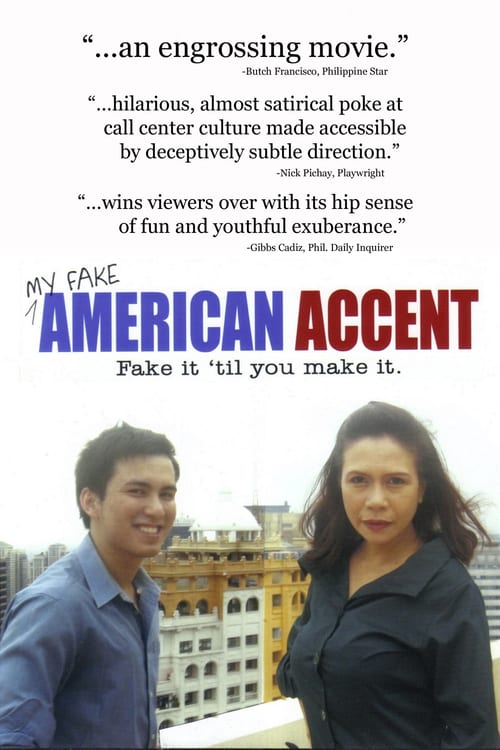 “...an engrossing movie.”
-Butch Francisco, Philippine Star
“...hilarious, almost satirical poke at
call center culture made accessible
by deceptively subtle direction.”
-Nick Pichay, Playwright
“...wins viewers over with its hip sense
of fun and youthful exuberance.”
-Gibbs Cadiz, Phil. Daily Inquirer
MY FAKE
AMERICAN ACCENT
Fake it ‘til you make it.